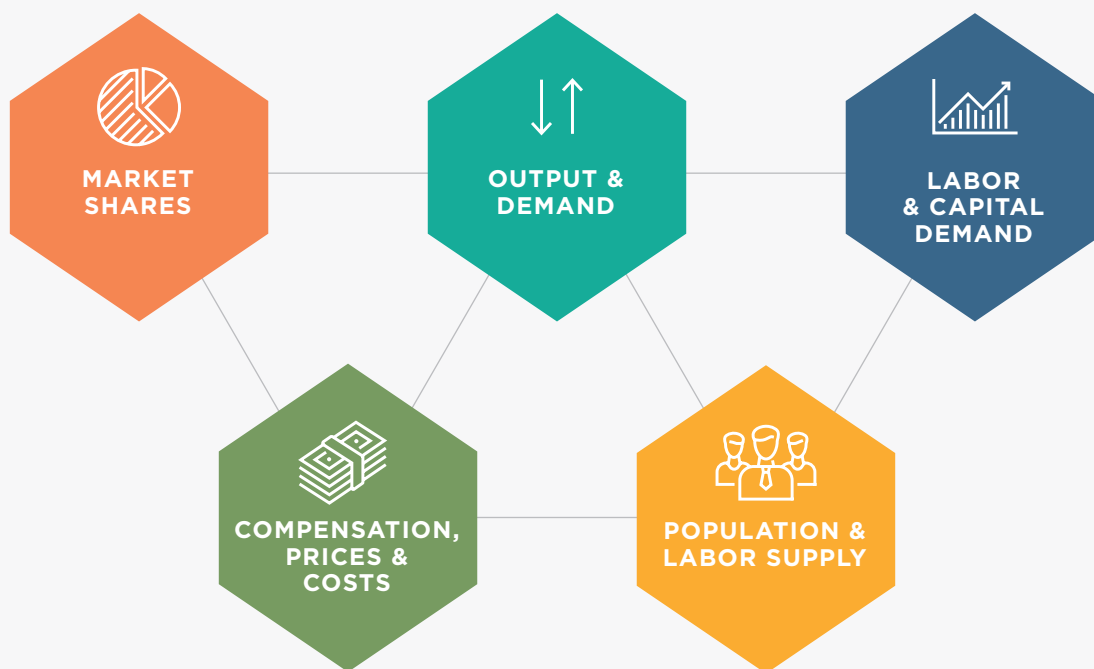 MARKET
SHARES
OUTPUT &
DEMAND
LABOR
& CAPITAL
DEMAND
COMPENSATION,
PRICES &
COSTS
POPULATION &
LABOR SUPPLY